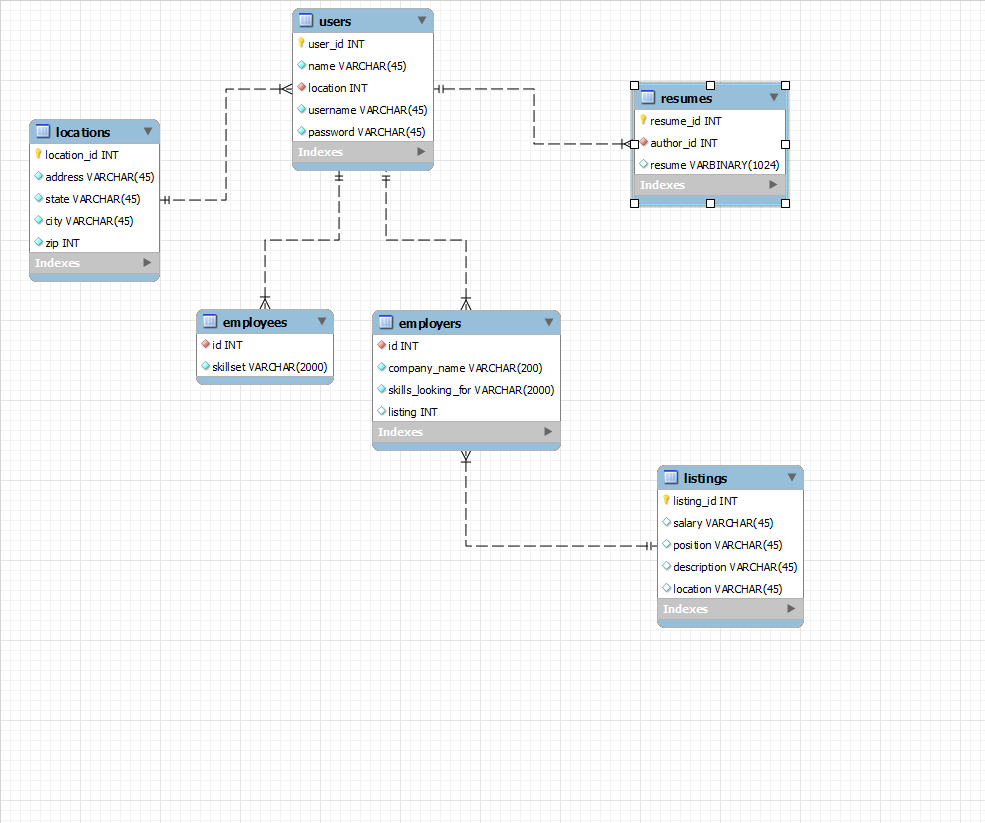 users
user_id INT
name VARCHAR(45)
location INT
username VARCHAR(45)
password VARCHAR(45)
Indexes
resumes
resume_id INT
author_id INT
resume VARBINARY(1024)
Indexes
locations
location_id INT
address VARCHAR(45)
state VARCHAR(45)
city VARCHAR(45)
zip INT
Indexes
employees
id INT
skillset VARCHAR(2000)
employers
id INT
company_name VARCHAR(200)
skills_looking_for VARCHAR(2000)
listing INT
Indexes
listings
listing_id INT
salary VARCHAR(45)
position VARCHAR(45)
description VARCHAR(45)
location VARCHAR(45)
Indexes